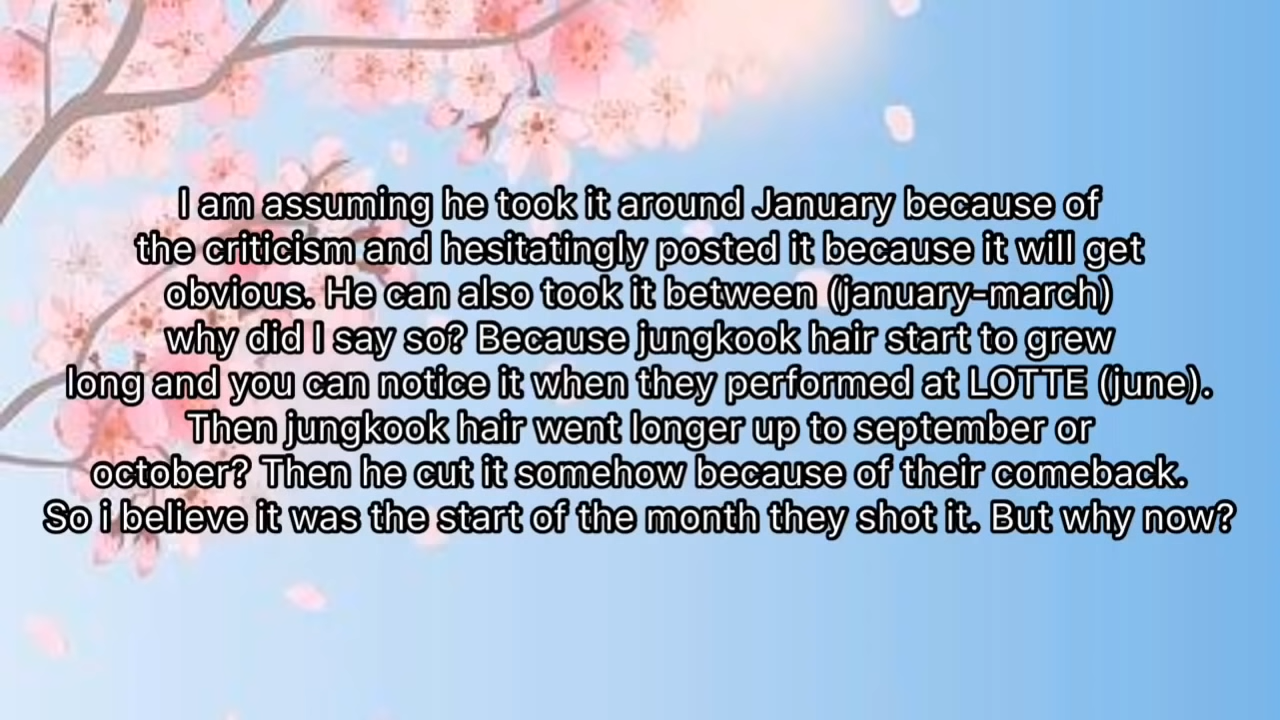 I am assuming he took it around January because of
the criticism and hesitatingly posted it because it will get
obvious. He can also took it between (january-march)
why did I say so? Because jungkook hair start to grew
long and you can notice it when they performed at LOTTE (june).
Then jungkook hair went longer up to september or
october? Then he cut it somehow because of their comeback.
So i believe it was the start of the month they shot it. But why now?